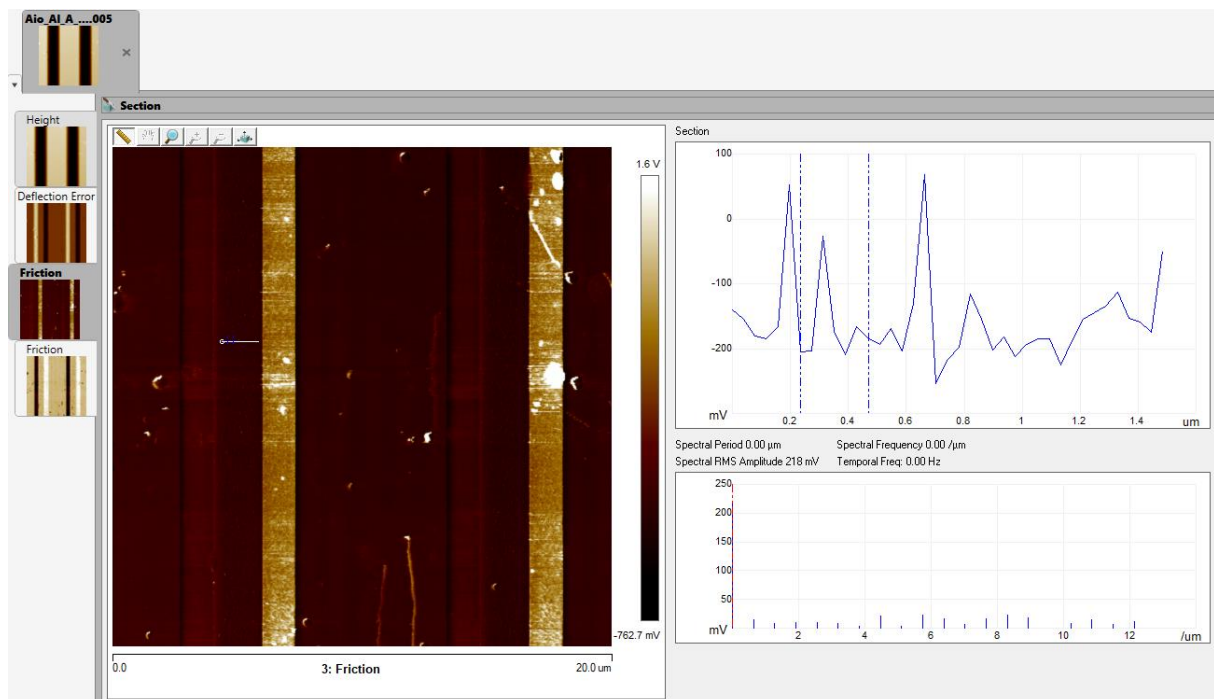 Aio_Al_A_....005
Section
Height
Deflection Error
Friction
Friction
1.6 V
-762.7 mV
0.0
3: Friction
20.0 um
Section
100
0
-100
-200
mV
0.2
0.4
0.6
0.8
1
1.2
1.4
um
Spectral Period 0.00 µm
Spectral Frequency 0.00 /µm
Spectral RMS Amplitude 218 mV
Temporal Freq: 0.00 Hz
250
200
150
100
50
mV
2
4
6
8
10
12
/um